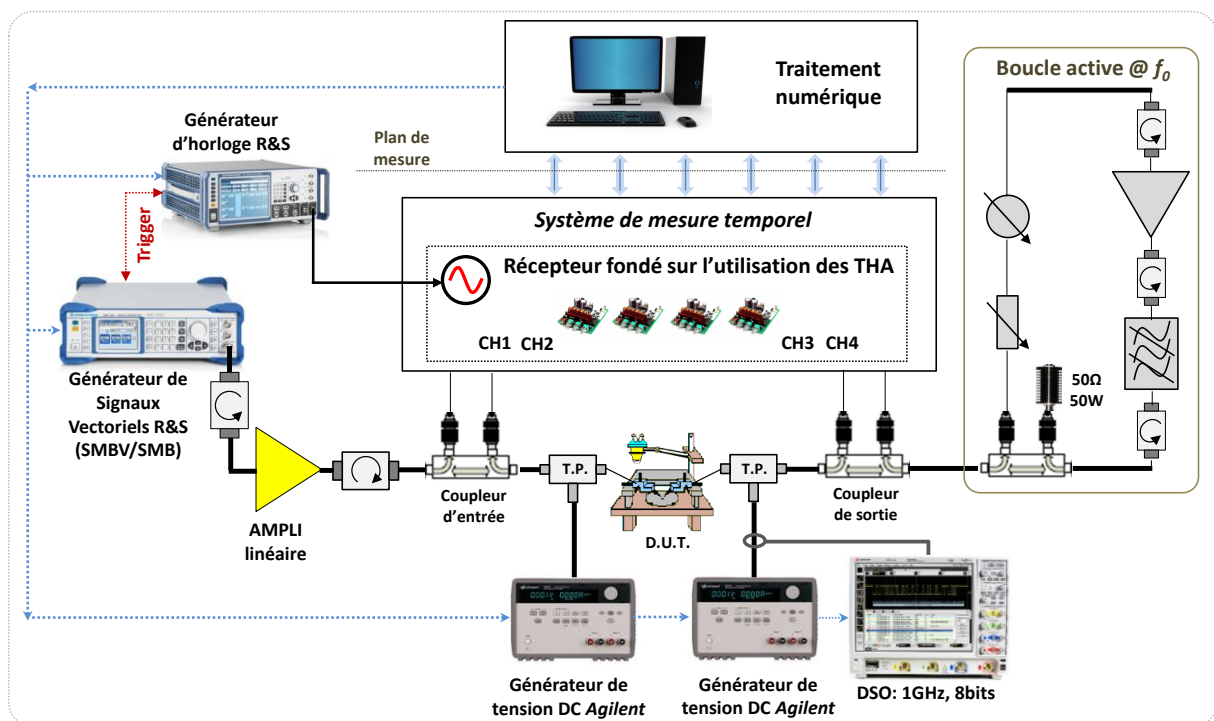 Traitement
numérique
Boucle active @ f0
Générateur
d'horloge R&S
Plan de
mesure
Trigger
Système de mesure temporel
Récepteur fondé sur l'utilisation des THA
CH1 CH2
CH3 CH4
50Ω
50W
Générateur de
Signaux
Vectoriels R&S
(SMBV/SMB)
AMPLI
linéaire
Coupleur
d'entrée
T.P.
D.U.T.
T.P.
Coupleur
de sortie
Générateur de
tension DC Agilent
Générateur de
tension DC Agilent
DSO: 1GHz, 8bits